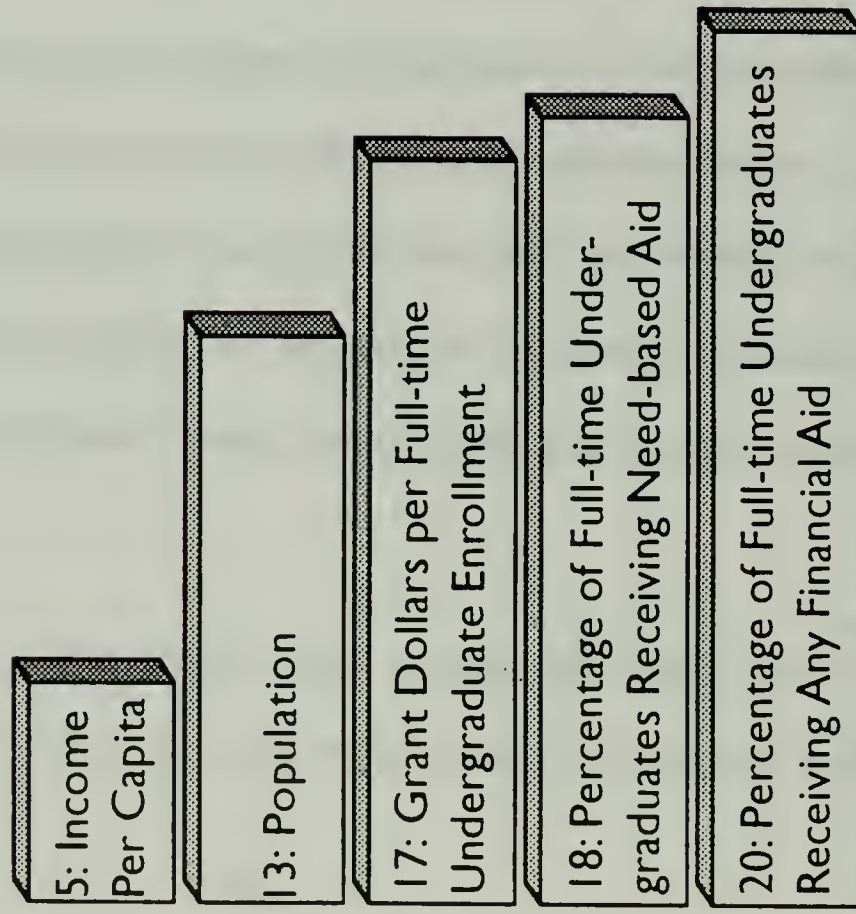 5: Income
Per Capita
13: Population
17: Grant Dollars per Full-time
Undergraduate Enrollment
18: Percentage of Full-time Under-
graduates Receiving Need-based Aid
20: Percentage of Full-time Undergraduates
Receiving Any Financial Aid